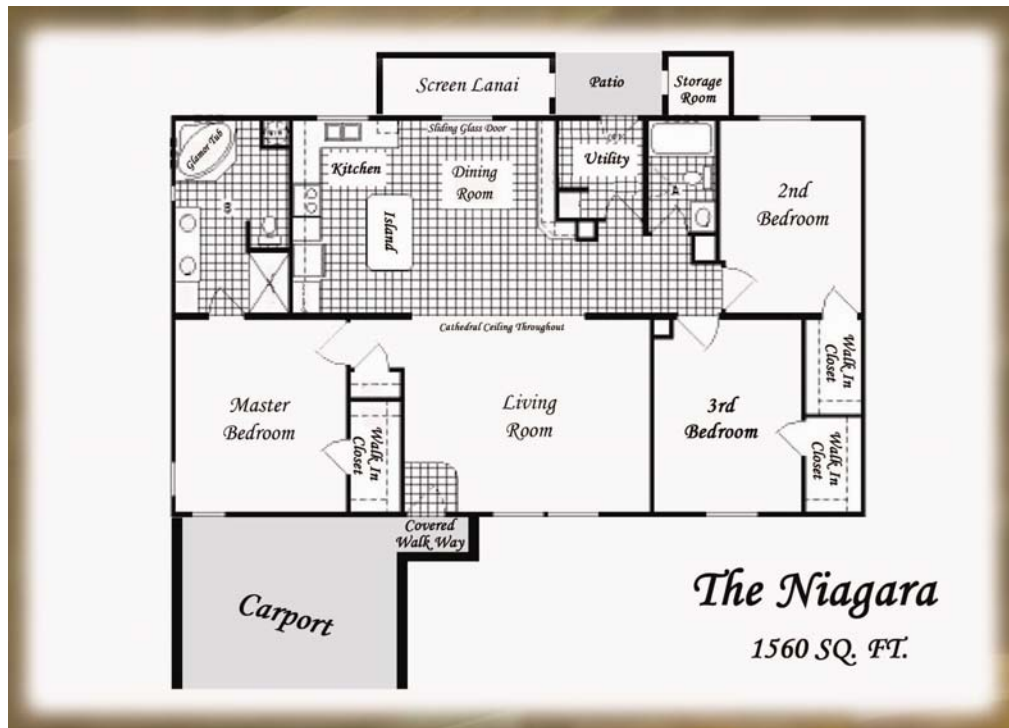 Screen Lanai
Patio
Storage
Room
Glamor Tub
Sliding Glass Door
Kitchen
Dining
Room
Utility
2nd
Bedroom
B
A
Island
Cathedral Ceiling Throughout
Walk In
Closet
Master
Bedroom
Living
Room
3rd
Bedroom
Walk In
Closet
Walk In
Closet
Covered
Walk Way
Carport
The Niagara
1560 SQ. FT.